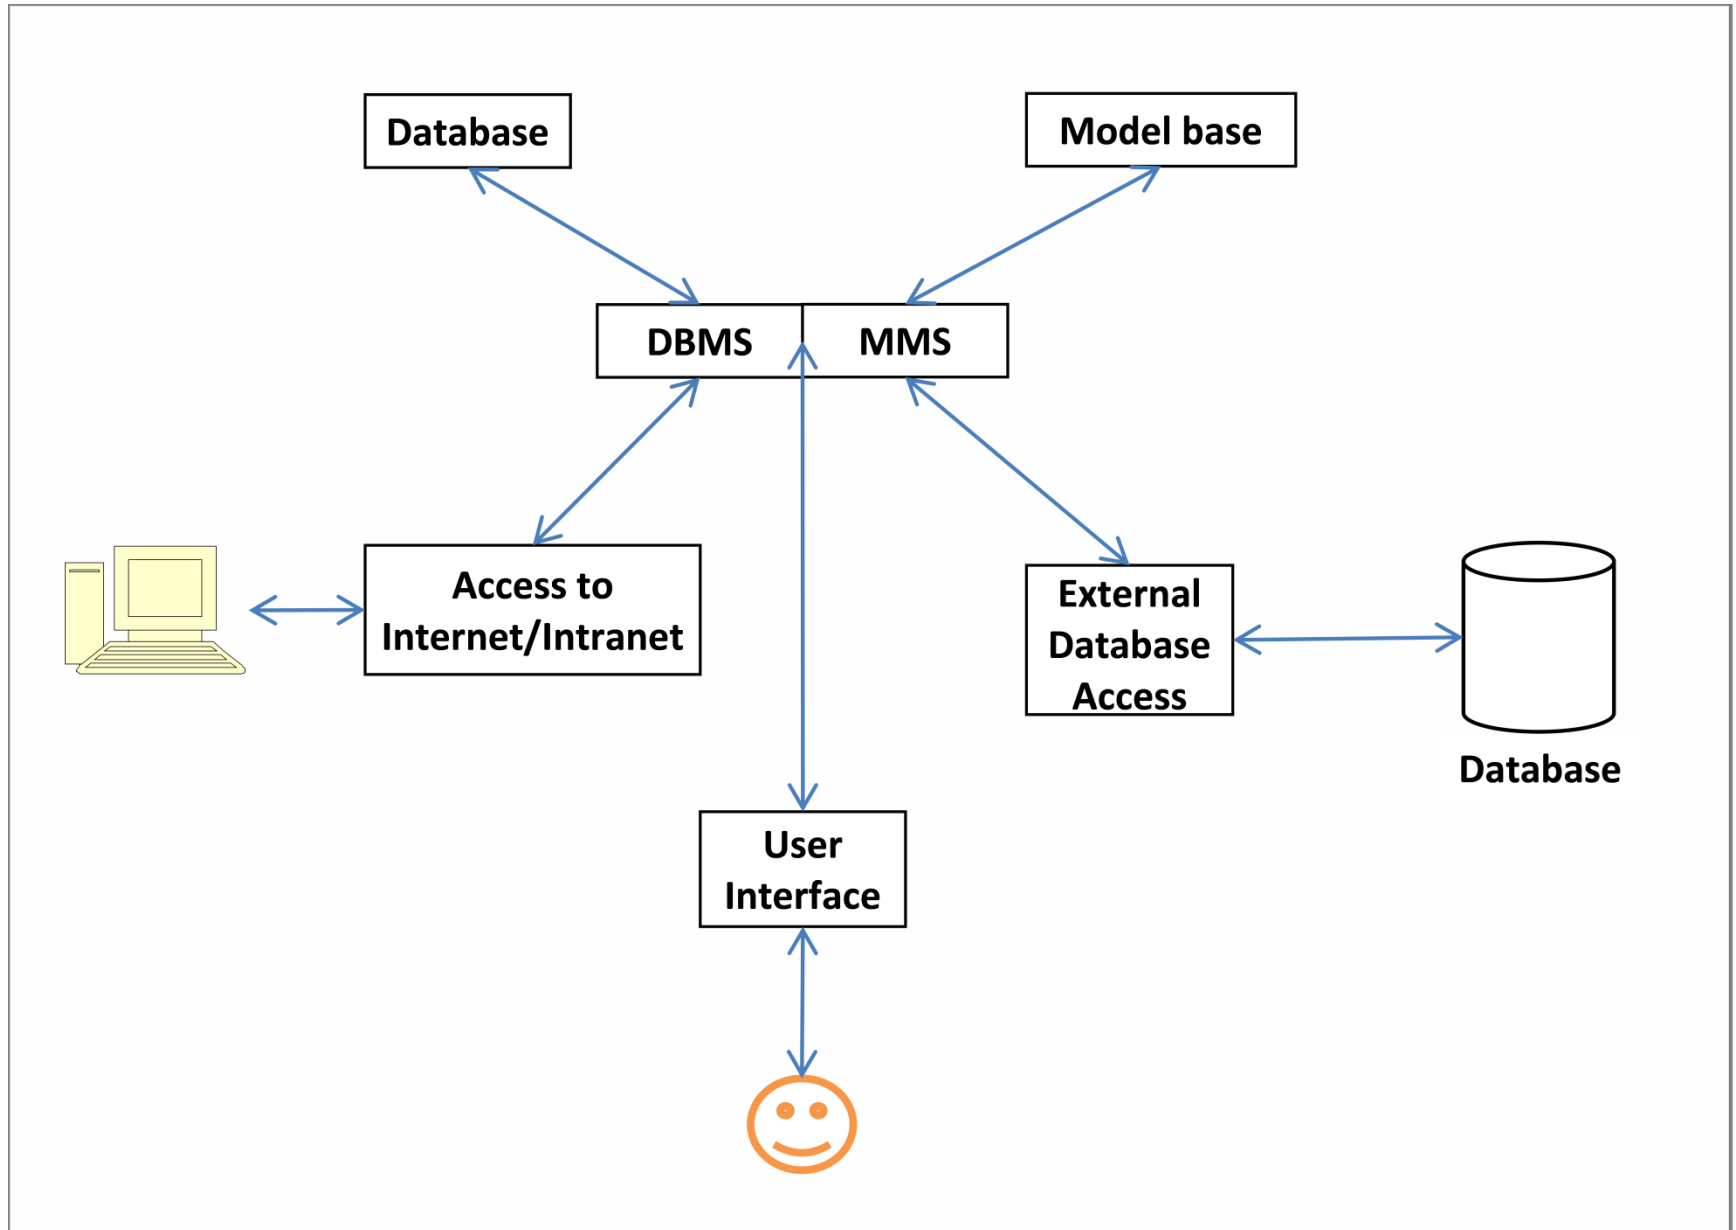 Database
Model base
DBMS
MMS
Access to
Internet/Intranet
External
Database
Access
Database
User
Interface